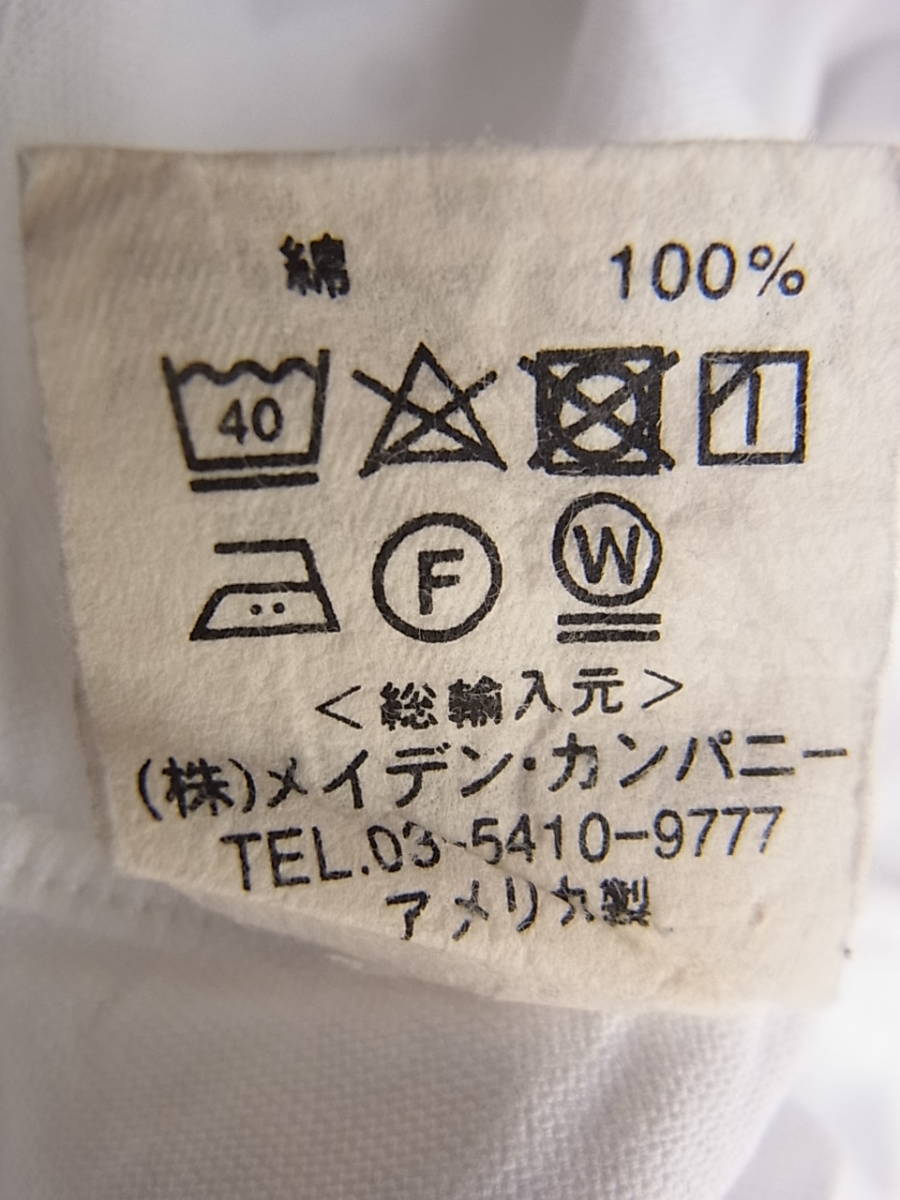 綿 100%
40
F W
<総輸入元>
(株)メイデン・カンパニー
TEL.03-5410-9777
アメリカ製